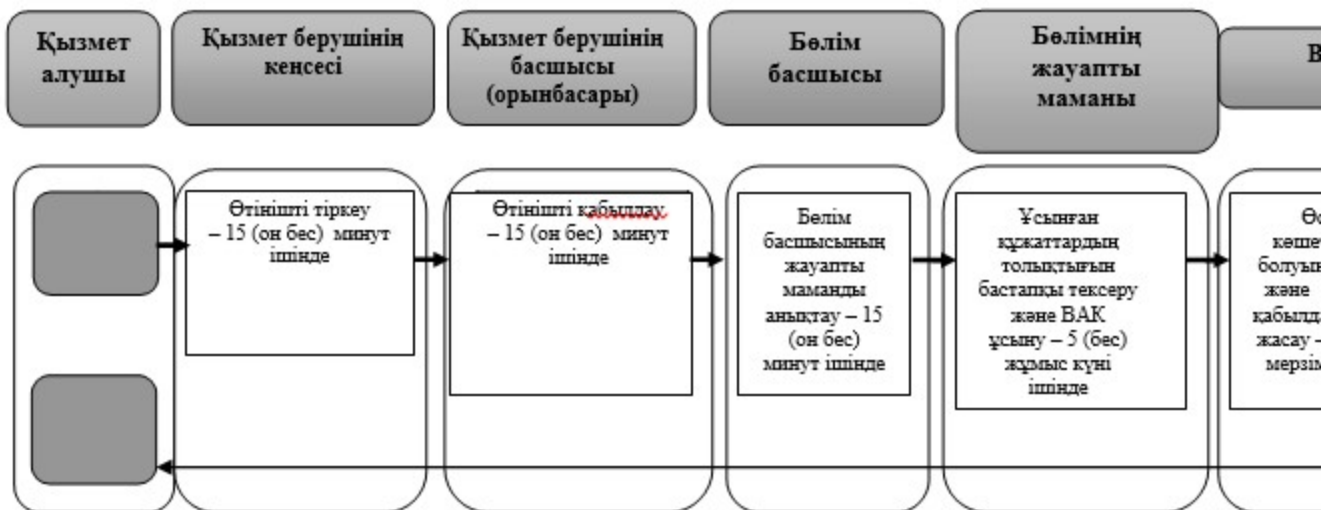 Қызмет
алушы
Қызмет берушінің
кеңсесі
Қызмет берушінің
басшысы
(орынбасары)
Бөлім
басшысы
Бөлімнің
жауапты
маманы
Өтінішті тіркеу
– 15 (он бес) минут
ішінде
Өтінішті қабылдау
– 15 (он бес) минут
ішінде
Бөлім
басшысының
жауапты
маманды
анықтау – 15
(он бес)
минут ішінде
Ұсынған
құжаттардың
толықтығын
бастапқы тексеру
және ВАК
ұсыну – 5 (бес)
жұмыс күні
ішінде
және
жасау –